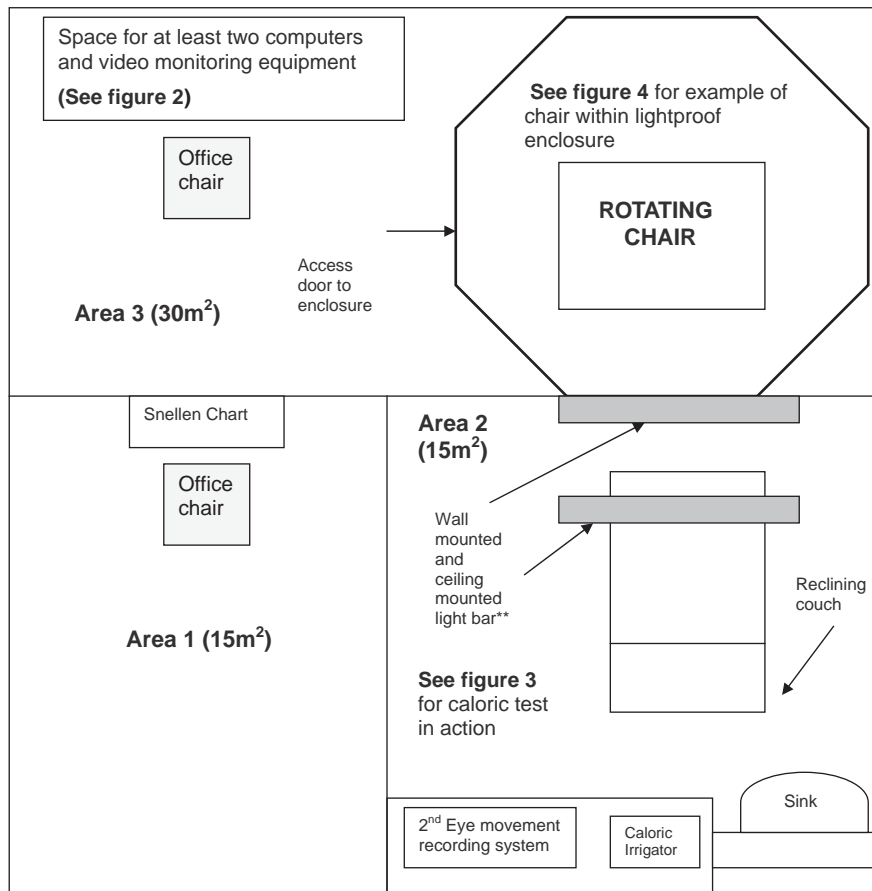 Space for at least two computers
and video monitoring equipment
(See figure 2)
See figure 4 for example of
chair within lightproof
enclosure
Office
chair
ROTATING
CHAIR
Access
door to
enclosure
Area 3 (30m²)
Snellen Chart
Office
chair
Area 1 (15m²)
Area 2
(15m²)
Wall
mounted
and
ceiling
mounted
light bar**
Reclining
couch
See figure 3
for caloric test
in action
2nd Eye movement
recording system
Caloric
Irrigator
Sink